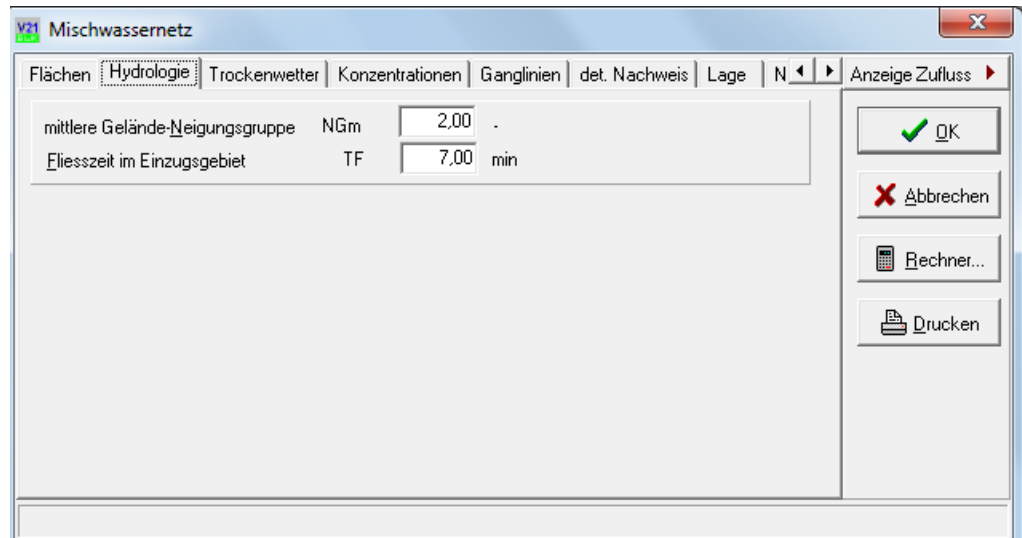 V21 Mischwassernetz
Flächen Hydrologie Trockenwetter Konzentrationen Ganglinien det. Nachweis Lage N Anzeige Zufluss
mittlere Gelände-Neigungsgruppe NGm 2,00 .
Fliesszeit im Einzugsgebiet TF 7,00 min
OK
Abbrechen
Rechner...
Drucken